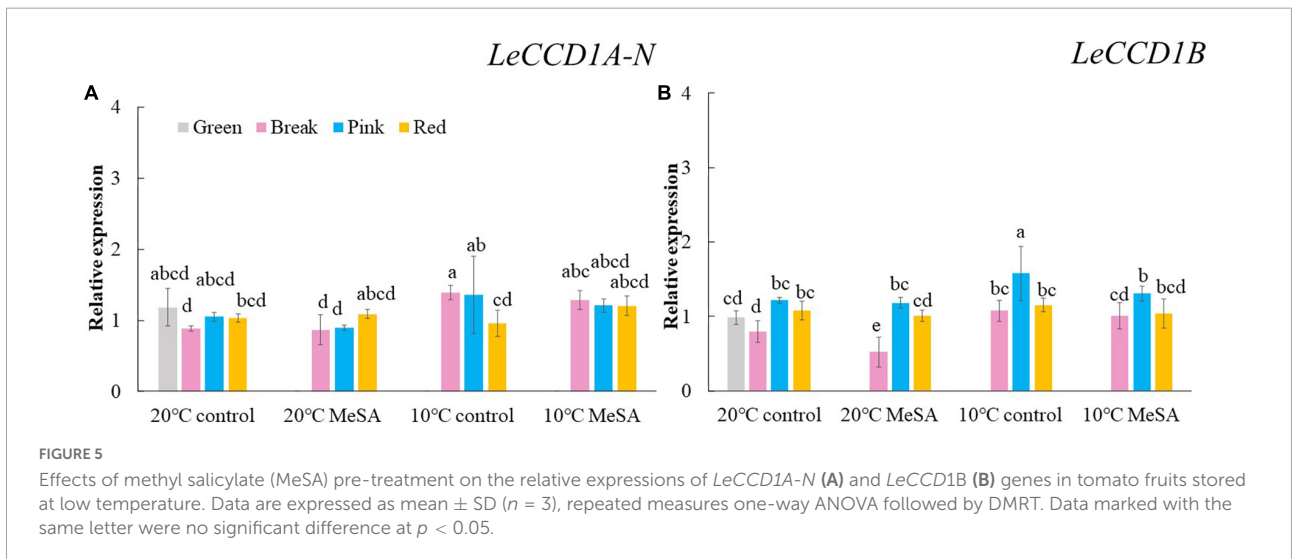 LeCCD1A-N
LeCCD1B
A
4
3
2
1
0
Relative expression
Green Break Pink Red
abcd d abcd bcd
d d abcd
a ab cd
abc abcd abcd
20°C control 20°C MeSA 10°C control 10°C MeSA
B
4
3
2
1
0
Relative expression
cd d bc bc
e bc cd
bc a bc
cd b bcd
20°C control 20°C MeSA 10°C control 10°C MeSA
FIGURE 5
Effects of methyl salicylate (MeSA) pre-treatment on the relative expressions of LeCCD1A-N (A) and LeCCD1B (B) genes in tomato fruits stored
at low temperature. Data are expressed as mean ± SD (n = 3), repeated measures one-way ANOVA followed by DMRT. Data marked with the
same letter were no significant difference at p < 0.05.